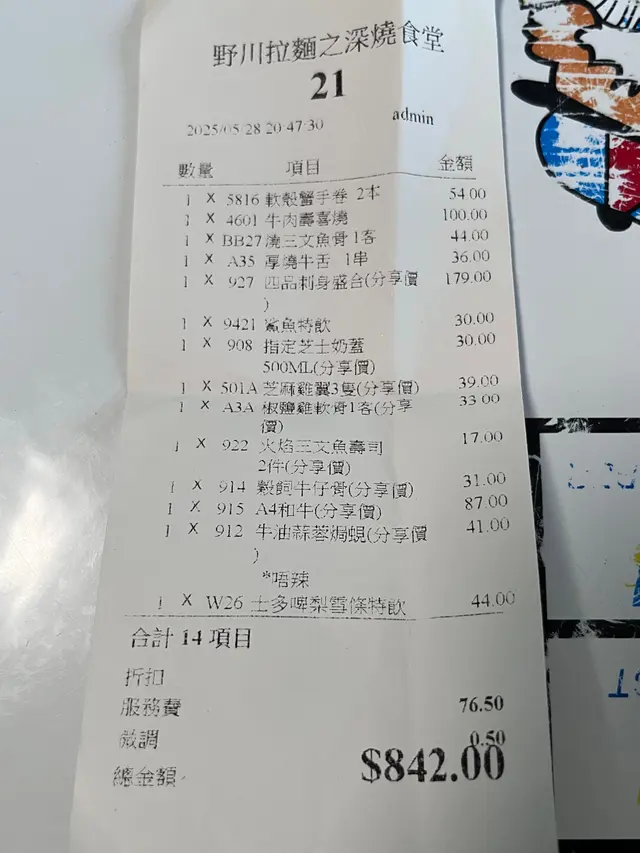 野川拉麵之深燒食堂
21
2025/05/28 20:47:30 admin
數量 項目 金額
1 X 5816 軟殼蟹手卷 2本 54.00
1 X 4601 牛肉壽喜燒 100.00
1 X BB27 燒三文魚骨1客 44.00
1 X A35 厚燒牛舌 1串 36.00
1 X 927 四品刺身盛台(分享價 179.00
)
1 X 9421 鯊魚特飲 30.00
1 X 908 指定芝士奶蓋 30.00
500ML(分享價)
1 X 501A 芝麻雞翼3隻(分享價) 39.00
1 X A3A 椒鹽雞軟骨1客(分享 33.00
價)
1 X 922 火焰三文魚壽司 17.00
2件(分享價)
1 X 914 穀飼牛仔骨(分享價) 31.00
1 X 915 A4和牛(分享價) 87.00
1 X 912 牛油蒜蓉焗蜆(分享價 41.00
)
*唔辣
1 X W26 士多啤梨雪條特飲 44.00
合計 14 項目
折扣
服務費 76.50
微調 0.50
總金額 $842.00